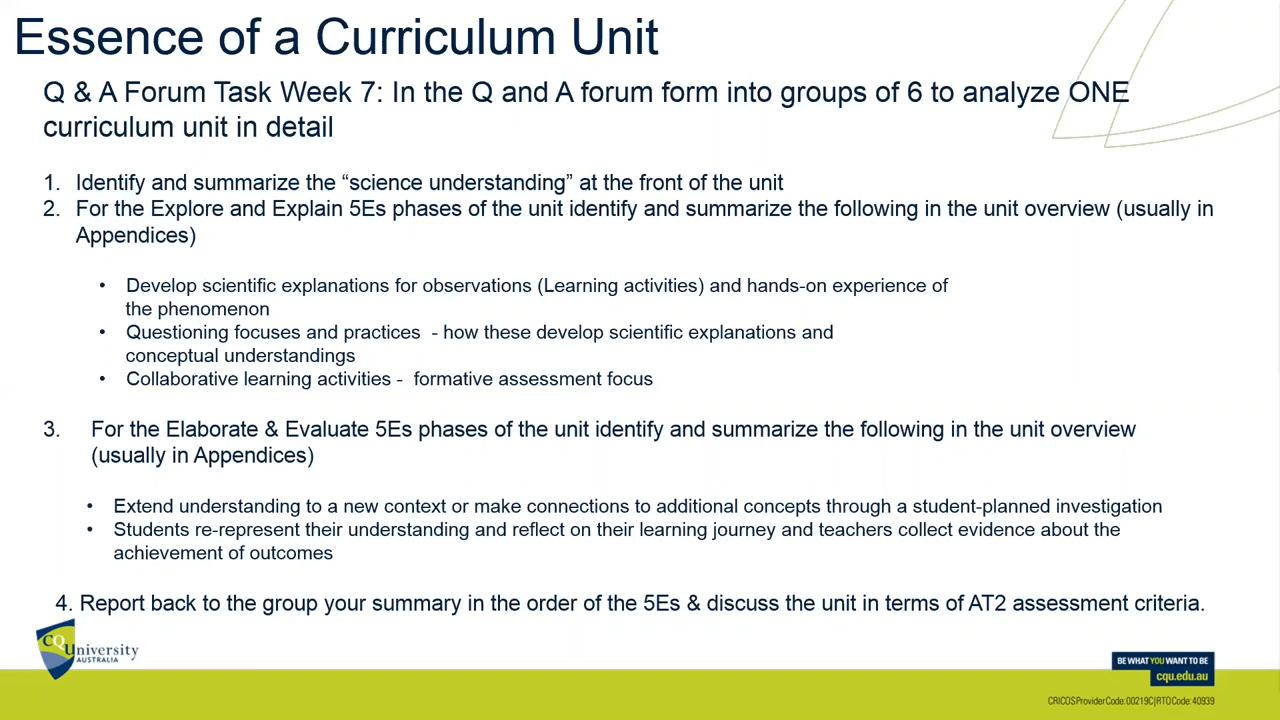 Essence of a Curriculum Unit
Q & A Forum Task Week 7: In the Q and A forum form into groups of 6 to analyze ONE
curriculum unit in detail
1. Identify and summarize the “science understanding” at the front of the unit
2. For the Explore and Explain 5Es phases of the unit identify and summarize the following in the unit overview (usually in
Appendices)
• Develop scientific explanations for observations (Learning activities) and hands-on experience of
the phenomenon
• Questioning focuses and practices - how these develop scientific explanations and
conceptual understandings
• Collaborative learning activities - formative assessment focus
3. For the Elaborate & Evaluate 5Es phases of the unit identify and summarize the following in the unit overview
(usually in Appendices)
• Extend understanding to a new context or make connections to additional concepts through a student-planned investigation
• Students re-represent their understanding and reflect on their learning journey and teachers collect evidence about the
achievement of outcomes
4. Report back to the group your summary in the order of the 5Es & discuss the unit in terms of AT2 assessment criteria.
CQUniversity
AUSTRALIA
BE WHAT YOU WANT TO BE
cqu.edu.au
CRICOSProviderCode:00219C|RTOCode:40939